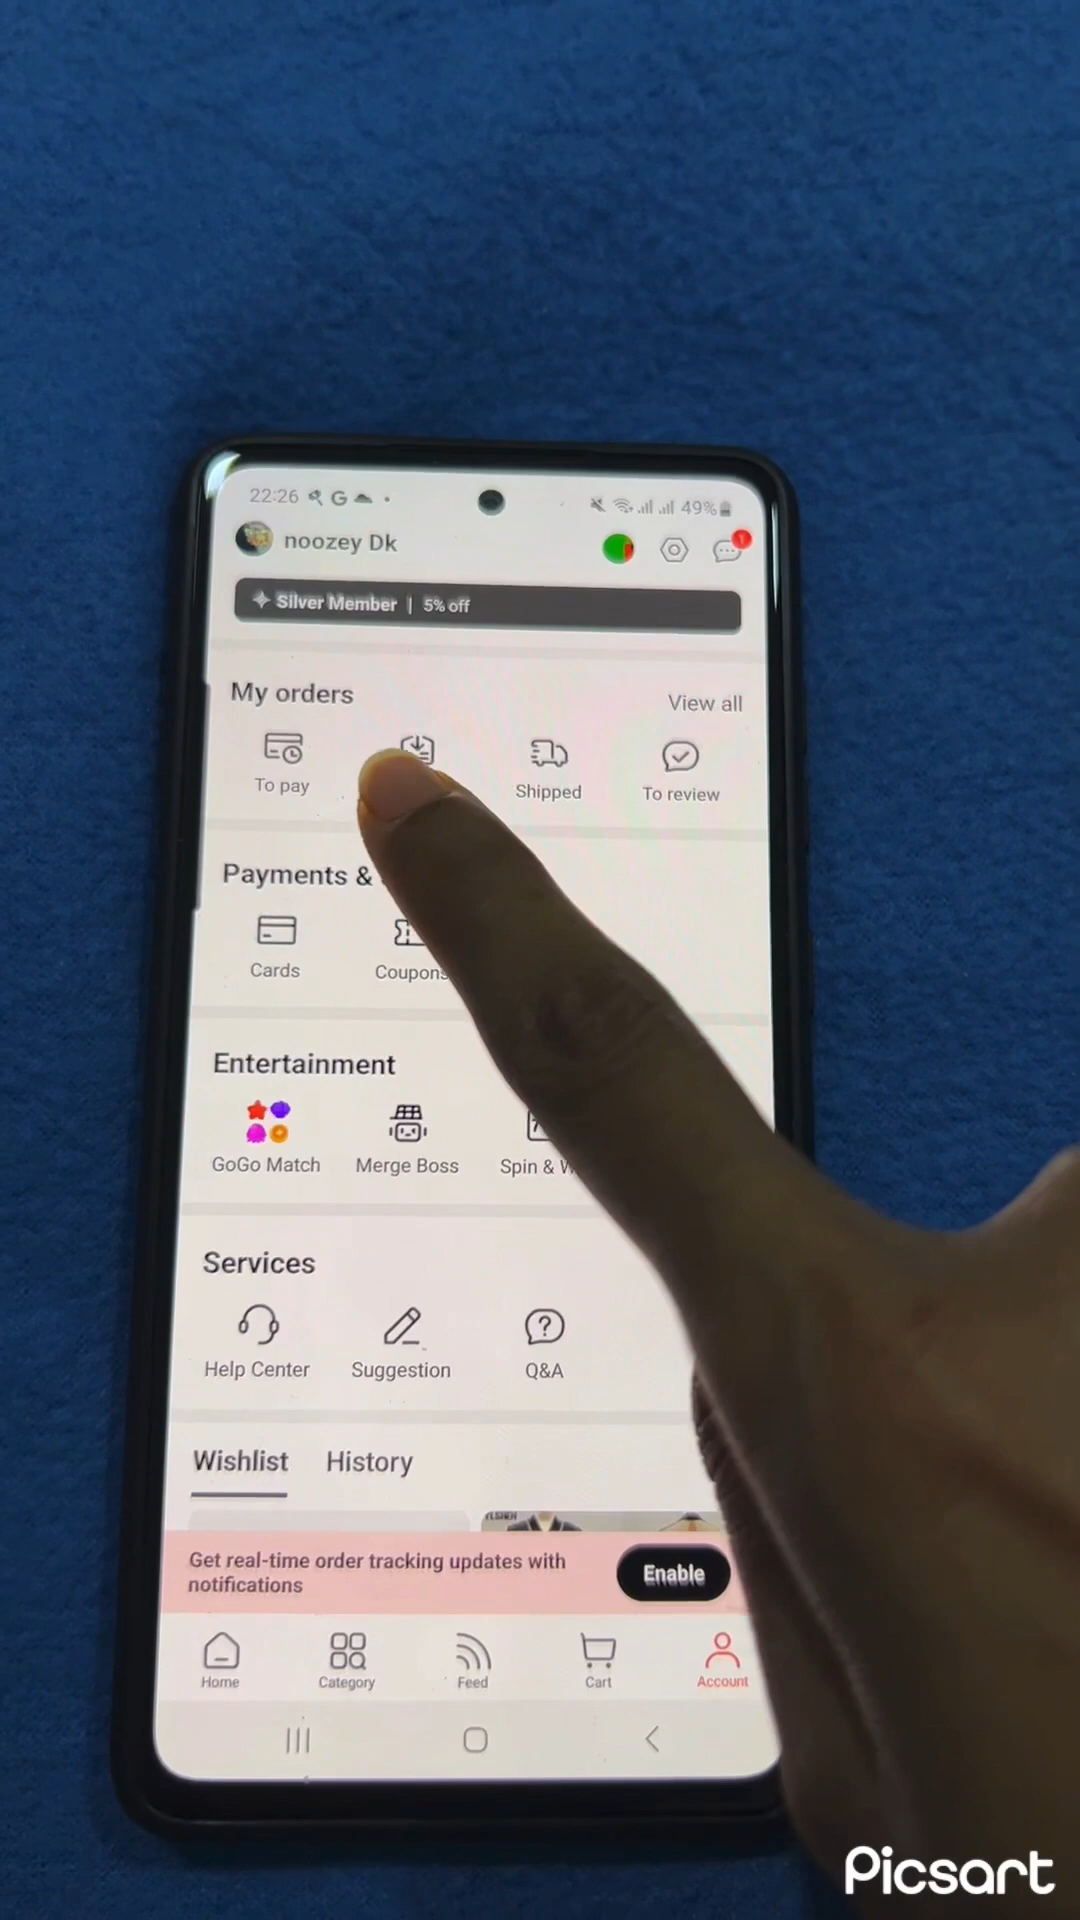 22:26 G 49%
noozey Dk
1
Silver Member | 5% off
My orders
View all
To pay
Shipped
To review
Payments &
Cards
Coupons
Entertainment
GoGo Match
Merge Boss
Spin & W
Services
Help Center
Suggestion
Q&A
Wishlist
History
Get real-time order tracking updates with
notifications
Enable
Home
Category
Feed
Cart
Account
Picsart